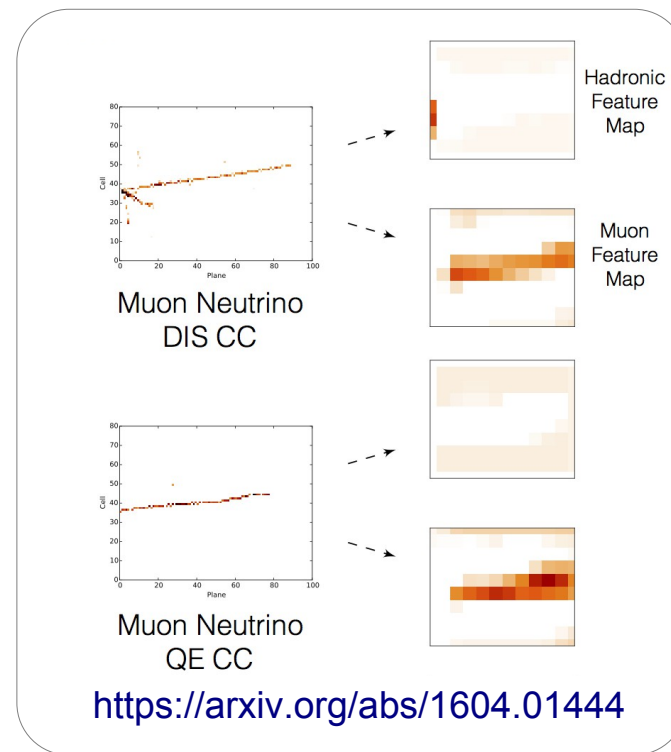 80
70
60
50
40
30
20
10
0
Cell
0 20 40 60 80 100
Plane
Muon Neutrino
DIS CC
Hadronic
Feature
Map
Muon
Feature
Map
80
70
60
50
40
30
20
10
0
Cell
0 20 40 60 80 100
Plane
Muon Neutrino
QE CC
https://arxiv.org/abs/1604.01444